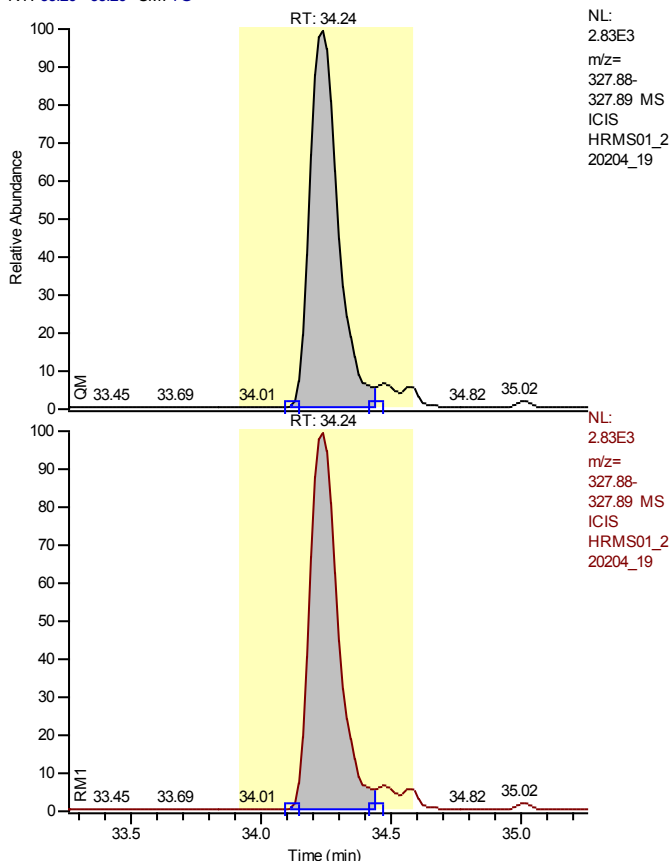 RT: 34.24
NL:
2.83E3
m/z=
327.88-
327.89 MS
ICIS
HRMS01_2
20204_19
100
90
80
70
60
50
40
30
20
10
0
Relative Abundance
QM
33.45
33.69
34.01
34.82
35.02
RT: 34.24
NL:
2.83E3
m/z=
327.88-
327.89 MS
ICIS
HRMS01_2
20204_19
100
90
80
70
60
50
40
30
20
10
0
RM1
33.45
33.69
34.01
34.82
35.02
33.5
34.0
34.5
35.0
Time (min)